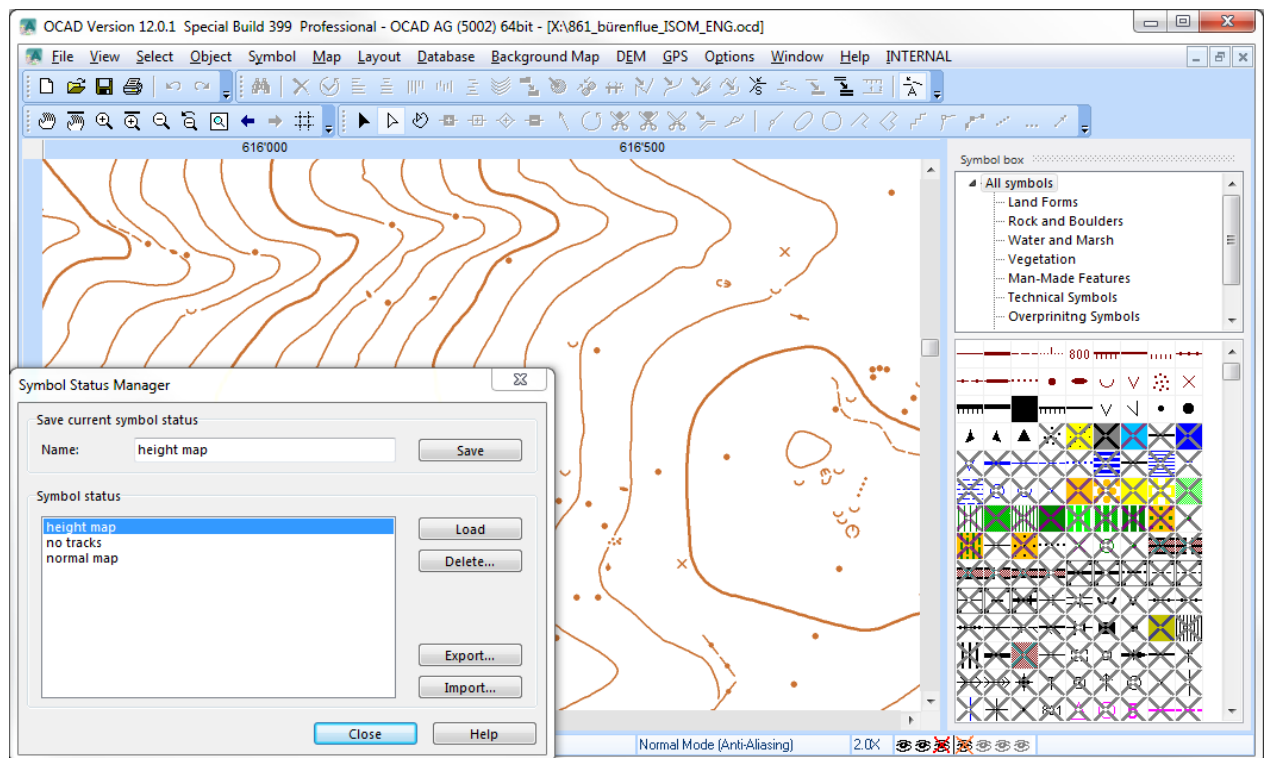 OCAD Version 12.0.1 Special Build 399 Professional - OCAD AG (5002) 64bit - [X:\861_bürenflue_ISOM_ENG.ocd]
File View Select Object Symbol Map Layout Database Background Map DEM GPS Options Window Help INTERNAL
616'000 616'500
Symbol box
All symbols
Land Forms
Rock and Boulders
Water and Marsh
Vegetation
Man-Made Features
Technical Symbols
Overprinitng Symbols
800
801
Symbol Status Manager
Save current symbol status
Name: height map Save
Symbol status
height map
no tracks
normal map
Load
Delete...
Export...
Import...
Close Help
Normal Mode (Anti-Aliasing) 2.0X